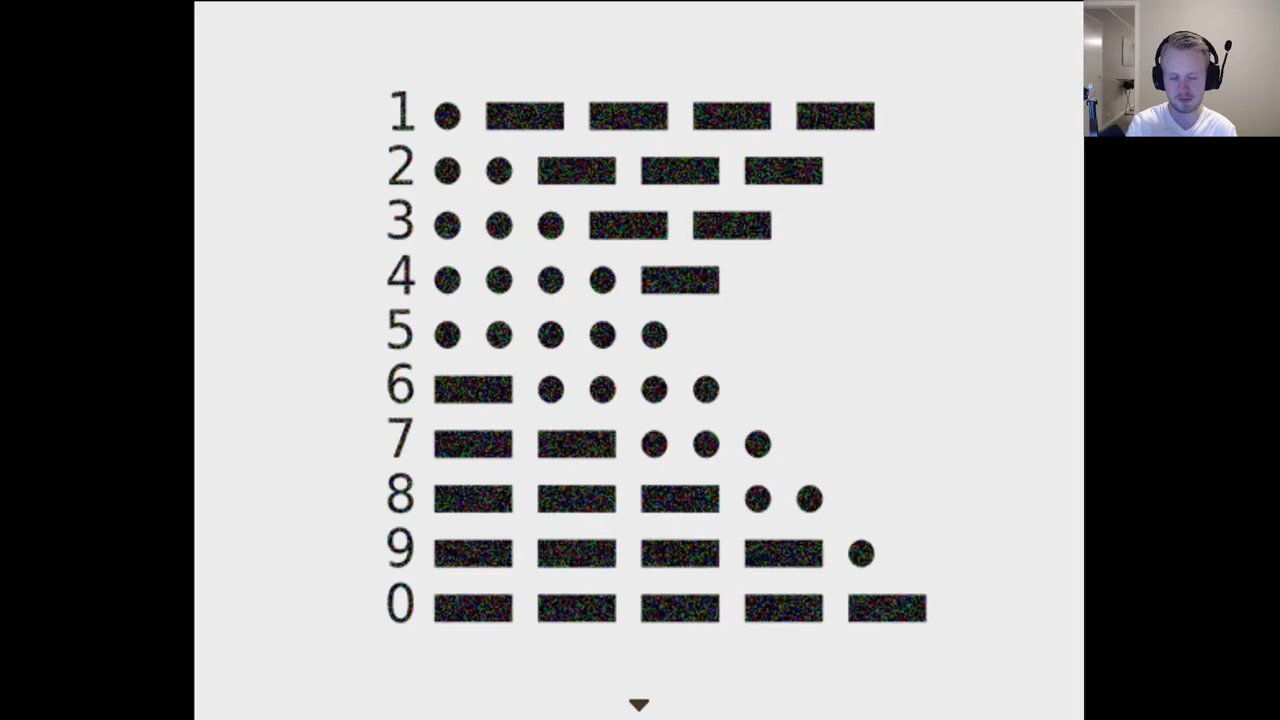 1 ● ▬ ▬ ▬ ▬
2 ● ● ▬ ▬ ▬
3 ● ● ● ▬ ▬
4 ● ● ● ● ▬
5 ● ● ● ● ●
6 ▬ ● ● ● ●
7 ▬ ▬ ● ● ●
8 ▬ ▬ ▬ ● ●
9 ▬ ▬ ▬ ▬ ●
0 ▬ ▬ ▬ ▬ ▬